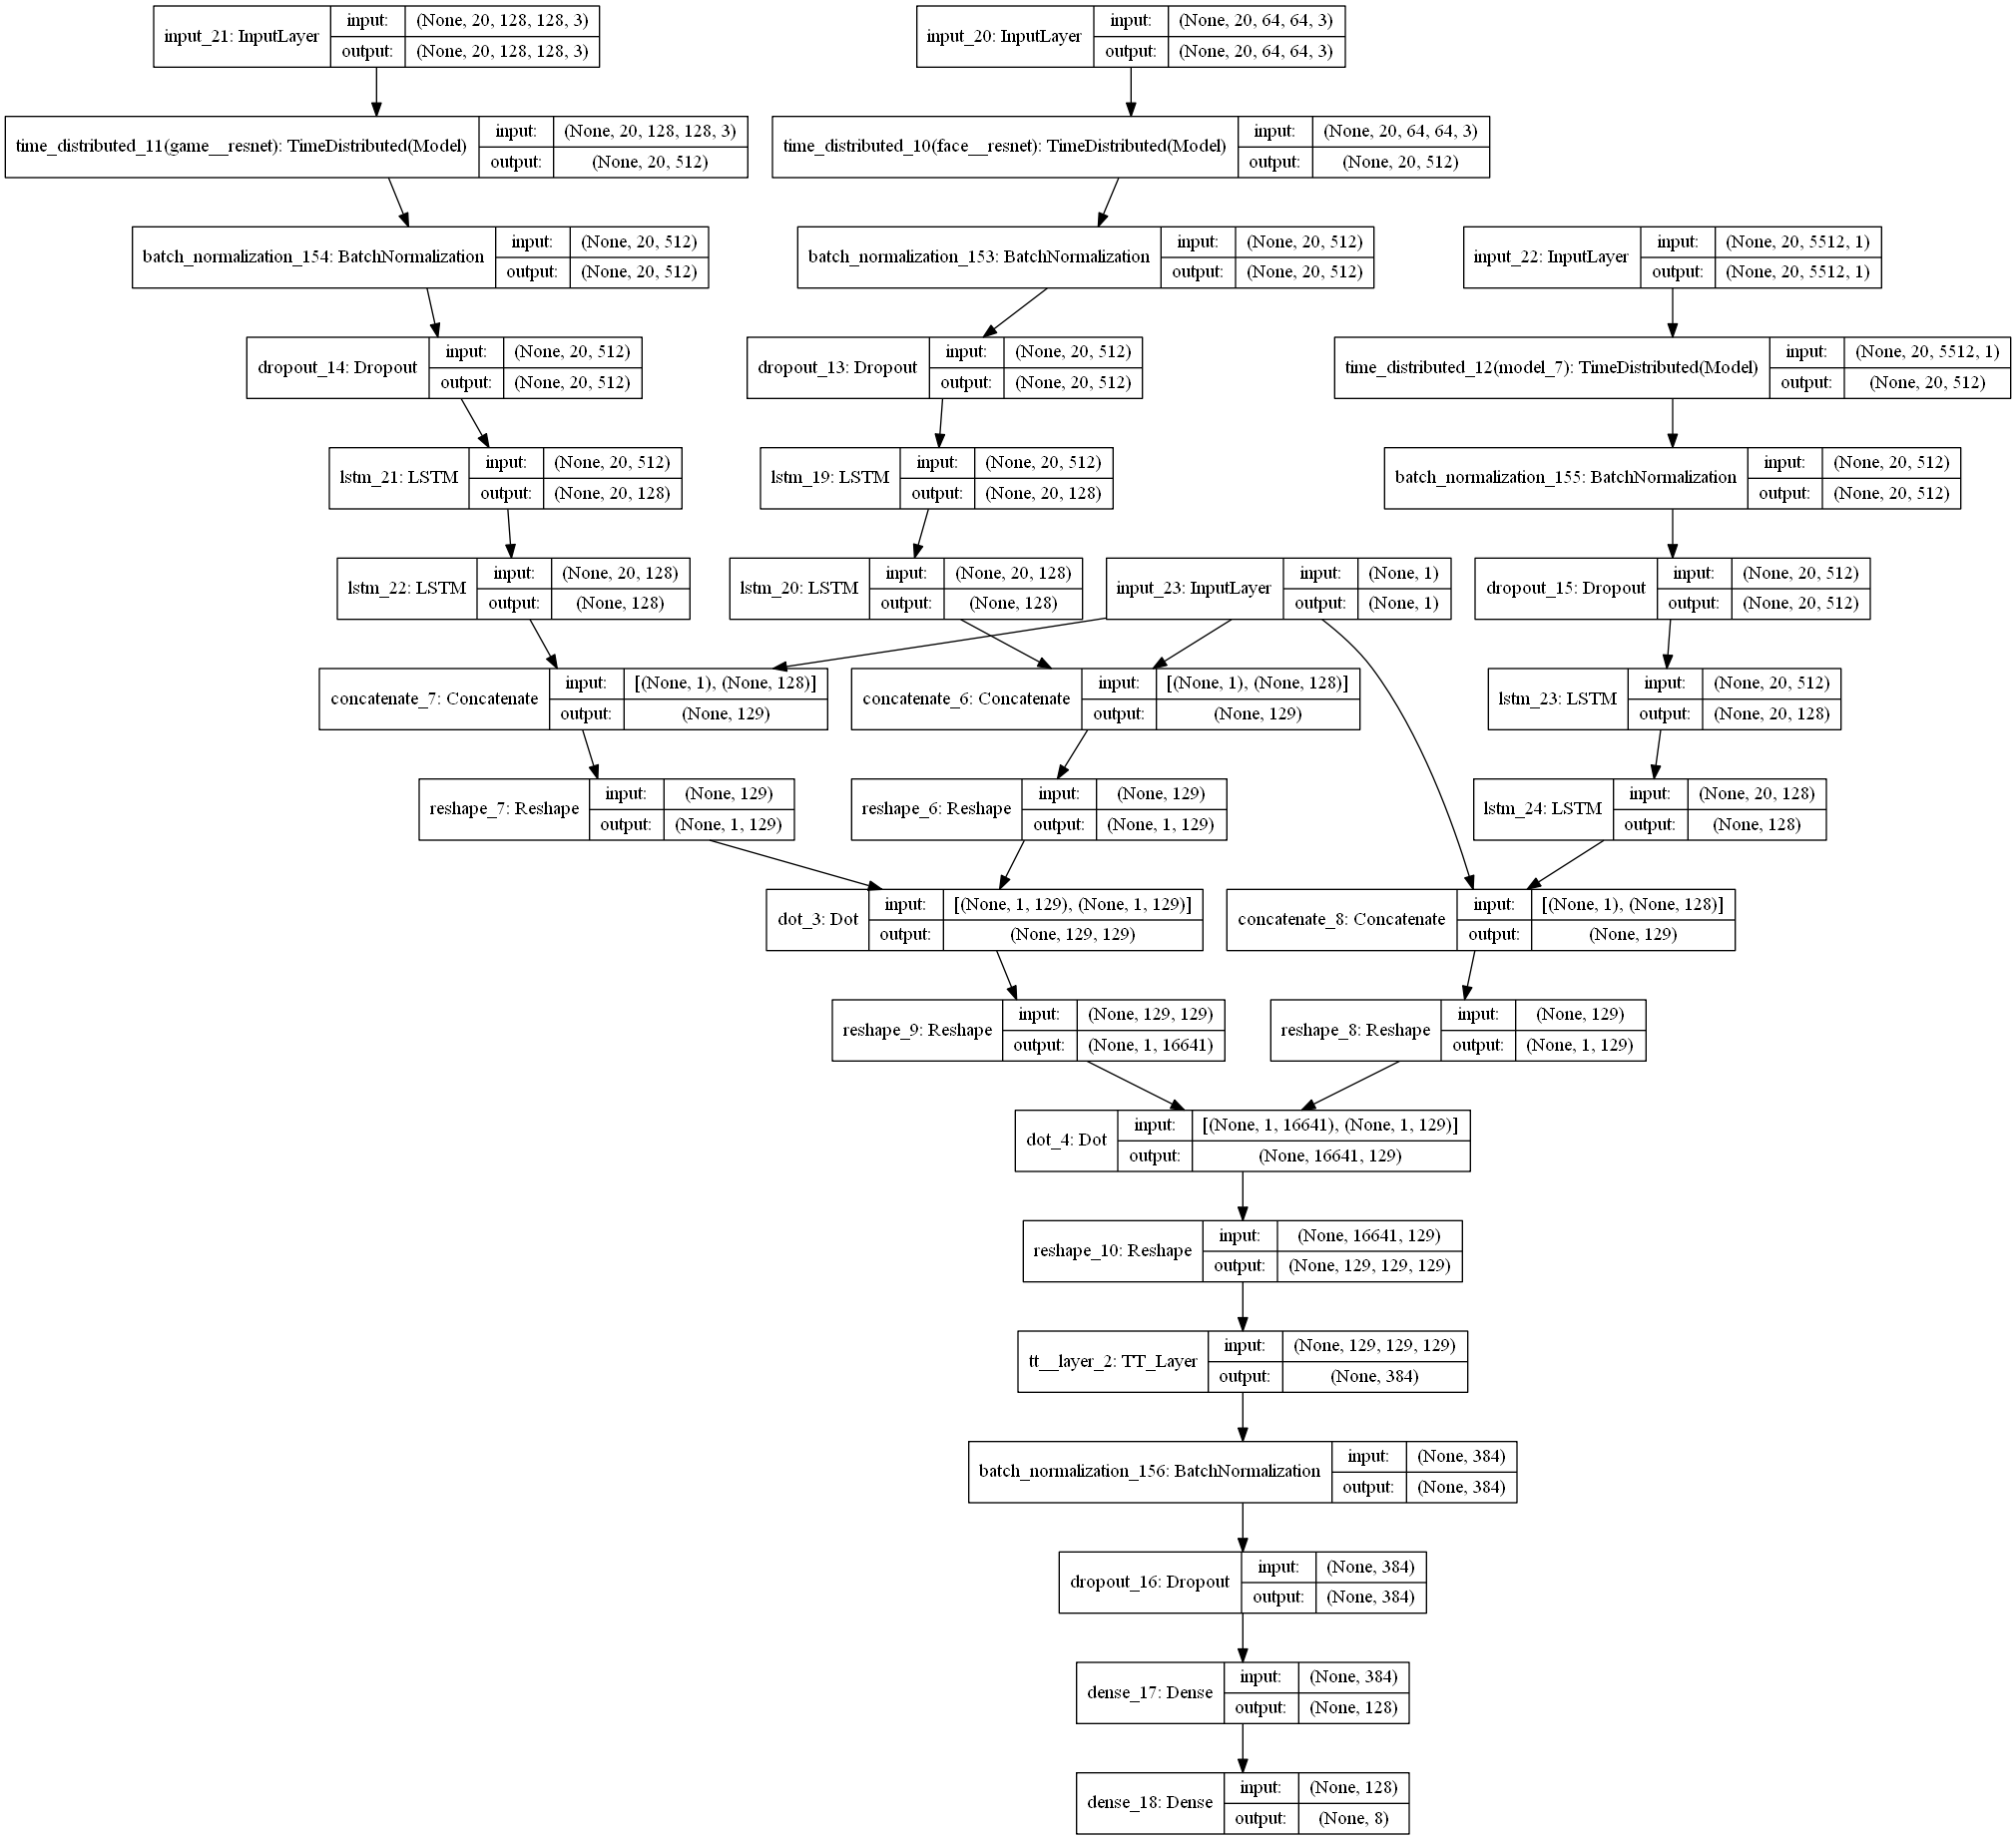 input_21: InputLayer
input: (None, 20, 128, 128, 3)
output: (None, 20, 128, 128, 3)
input_20: InputLayer
input: (None, 20, 64, 64, 3)
output: (None, 20, 64, 64, 3)
time_distributed_11(game__resnet): TimeDistributed(Model)
input: (None, 20, 128, 128, 3)
output: (None, 20, 512)
time_distributed_10(face__resnet): TimeDistributed(Model)
input: (None, 20, 64, 64, 3)
output: (None, 20, 512)
batch_normalization_154: BatchNormalization
input: (None, 20, 512)
output: (None, 20, 512)
batch_normalization_153: BatchNormalization
input: (None, 20, 512)
output: (None, 20, 512)
input_22: InputLayer
input: (None, 20, 5512, 1)
output: (None, 20, 5512, 1)
dropout_14: Dropout
input: (None, 20, 512)
output: (None, 20, 512)
dropout_13: Dropout
input: (None, 20, 512)
output: (None, 20, 512)
time_distributed_12(model_7): TimeDistributed(Model)
input: (None, 20, 5512, 1)
output: (None, 20, 512)
lstm_21: LSTM
input: (None, 20, 512)
output: (None, 20, 128)
lstm_19: LSTM
input: (None, 20, 512)
output: (None, 20, 128)
batch_normalization_155: BatchNormalization
input: (None, 20, 512)
output: (None, 20, 512)
lstm_22: LSTM
input: (None, 20, 128)
output: (None, 128)
lstm_20: LSTM
input: (None, 20, 128)
output: (None, 128)
input_23: InputLayer
input: (None, 1)
output: (None, 1)
dropout_15: Dropout
input: (None, 20, 512)
output: (None, 20, 512)
concatenate_7: Concatenate
input: [(None, 1), (None, 128)]
output: (None, 129)
concatenate_6: Concatenate
input: [(None, 1), (None, 128)]
output: (None, 129)
lstm_23: LSTM
input: (None, 20, 512)
output: (None, 20, 128)
reshape_7: Reshape
input: (None, 129)
output: (None, 1, 129)
reshape_6: Reshape
input: (None, 129)
output: (None, 1, 129)
lstm_24: LSTM
input: (None, 20, 128)
output: (None, 128)
dot_3: Dot
input: [(None, 1, 129), (None, 1, 129)]
output: (None, 129, 129)
concatenate_8: Concatenate
input: [(None, 1), (None, 128)]
output: (None, 129)
reshape_9: Reshape
input: (None, 129, 129)
output: (None, 1, 16641)
reshape_8: Reshape
input: (None, 129)
output: (None, 1, 129)
dot_4: Dot
input: [(None, 1, 16641), (None, 1, 129)]
output: (None, 16641, 129)
reshape_10: Reshape
input: (None, 16641, 129)
output: (None, 129, 129, 129)
tt__layer_2: TT_Layer
input: (None, 129, 129, 129)
output: (None, 384)
batch_normalization_156: BatchNormalization
input: (None, 384)
output: (None, 384)
dropout_16: Dropout
input: (None, 384)
output: (None, 384)
dense_17: Dense
input: (None, 384)
output: (None, 128)
dense_18: Dense
input: (None, 128)
output: (None, 8)